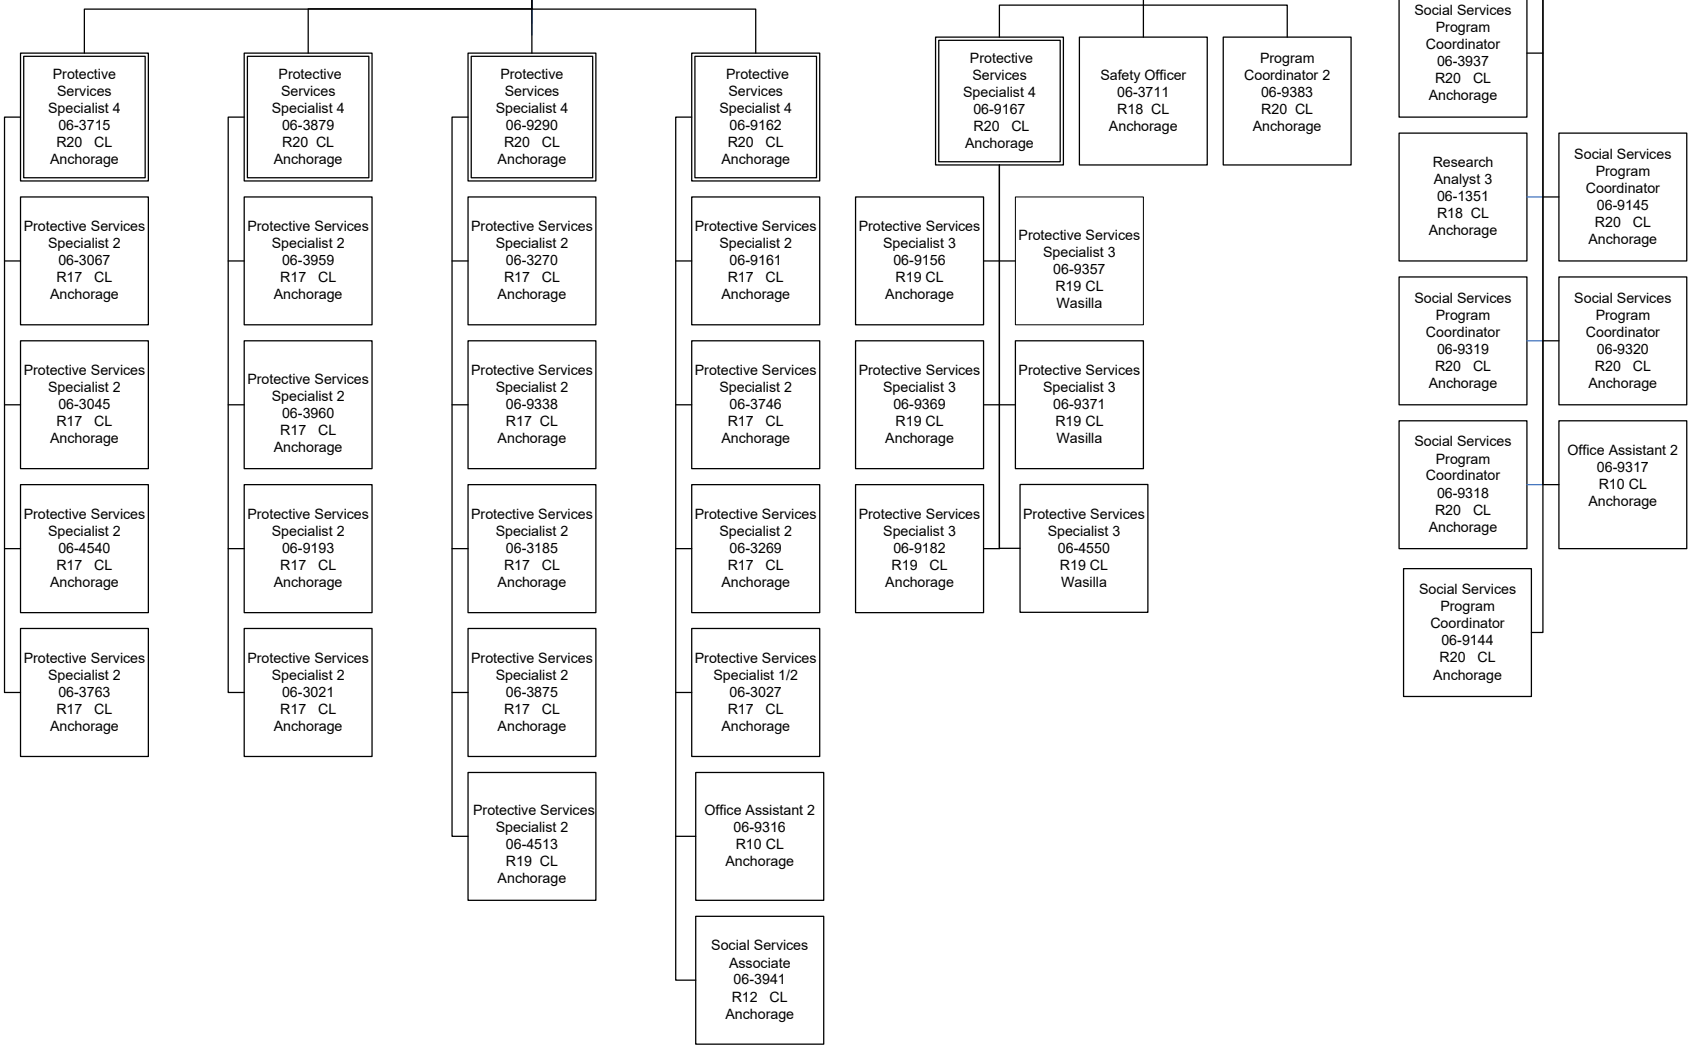 Protective
Services
Specialist 4
06-3715
R20 CL
Anchorage
Protective Services
Specialist 2
06-3067
R17 CL
Anchorage
Protective Services
Specialist 2
06-3045
R17 CL
Anchorage
Protective Services
Specialist 2
06-4540
R17 CL
Anchorage
Protective Services
Specialist 2
06-3763
R17 CL
Anchorage
Protective
Services
Specialist 4
06-3879
R20 CL
Anchorage
Protective Services
Specialist 2
06-3959
R17 CL
Anchorage
Protective Services
Specialist 2
06-3960
R17 CL
Anchorage
Protective Services
Specialist 2
06-9193
R17 CL
Anchorage
Protective Services
Specialist 2
06-3021
R17 CL
Anchorage
Protective
Services
Specialist 4
06-9290
R20 CL
Anchorage
Protective Services
Specialist 2
06-3270
R17 CL
Anchorage
Protective Services
Specialist 2
06-9338
R17 CL
Anchorage
Protective Services
Specialist 2
06-3185
R17 CL
Anchorage
Protective Services
Specialist 2
06-3875
R17 CL
Anchorage
Protective Services
Specialist 2
06-4513
R19 CL
Anchorage
Protective
Services
Specialist 4
06-9162
R20 CL
Anchorage
Protective Services
Specialist 2
06-9161
R17 CL
Anchorage
Protective Services
Specialist 2
06-3746
R17 CL
Anchorage
Protective Services
Specialist 2
06-3269
R17 CL
Anchorage
Protective Services
Specialist 1/2
06-3027
R17 CL
Anchorage
Office Assistant 2
06-9316
R10 CL
Anchorage
Social Services
Associate
06-3941
R12 CL
Anchorage
Protective
Services
Specialist 4
06-9167
R20 CL
Anchorage
Safety Officer
06-3711
R18 CL
Anchorage
Program
Coordinator 2
06-9383
R20 CL
Anchorage
Protective Services
Specialist 3
06-9156
R19 CL
Anchorage
Protective Services
Specialist 3
06-9357
R19 CL
Wasilla
Protective Services
Specialist 3
06-9369
R19 CL
Anchorage
Protective Services
Specialist 3
06-9371
R19 CL
Wasilla
Protective Services
Specialist 3
06-9182
R19 CL
Anchorage
Protective Services
Specialist 3
06-4550
R19 CL
Wasilla
Social Services
Program
Coordinator
06-3937
R20 CL
Anchorage
Research
Analyst 3
06-1351
R18 CL
Anchorage
Social Services
Program
Coordinator
06-9145
R20 CL
Anchorage
Social Services
Program
Coordinator
06-9319
R20 CL
Anchorage
Social Services
Program
Coordinator
06-9320
R20 CL
Anchorage
Social Services
Program
Coordinator
06-9318
R20 CL
Anchorage
Office Assistant 2
06-9317
R10 CL
Anchorage
Social Services
Program
Coordinator
06-9144
R20 CL
Anchorage